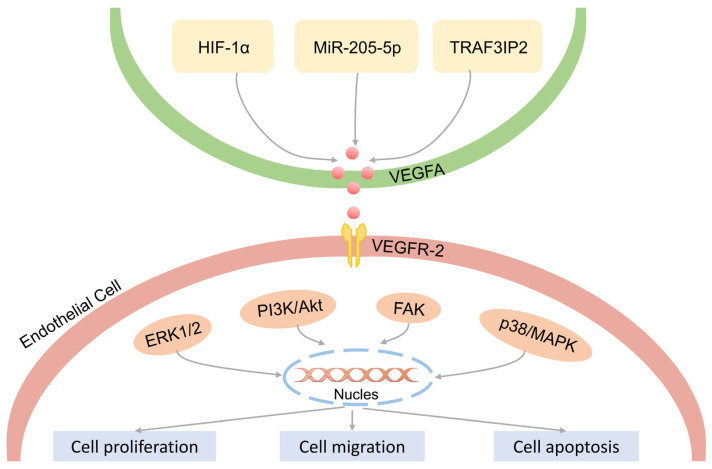 HIF-1α
MiR-205-5p
TRAF3IP2
VEGFA
VEGFR-2
Endothelial Cell
ERK1/2
PI3K/Akt
FAK
p38/MAPK
Nucles
Cell proliferation
Cell migration
Cell apoptosis